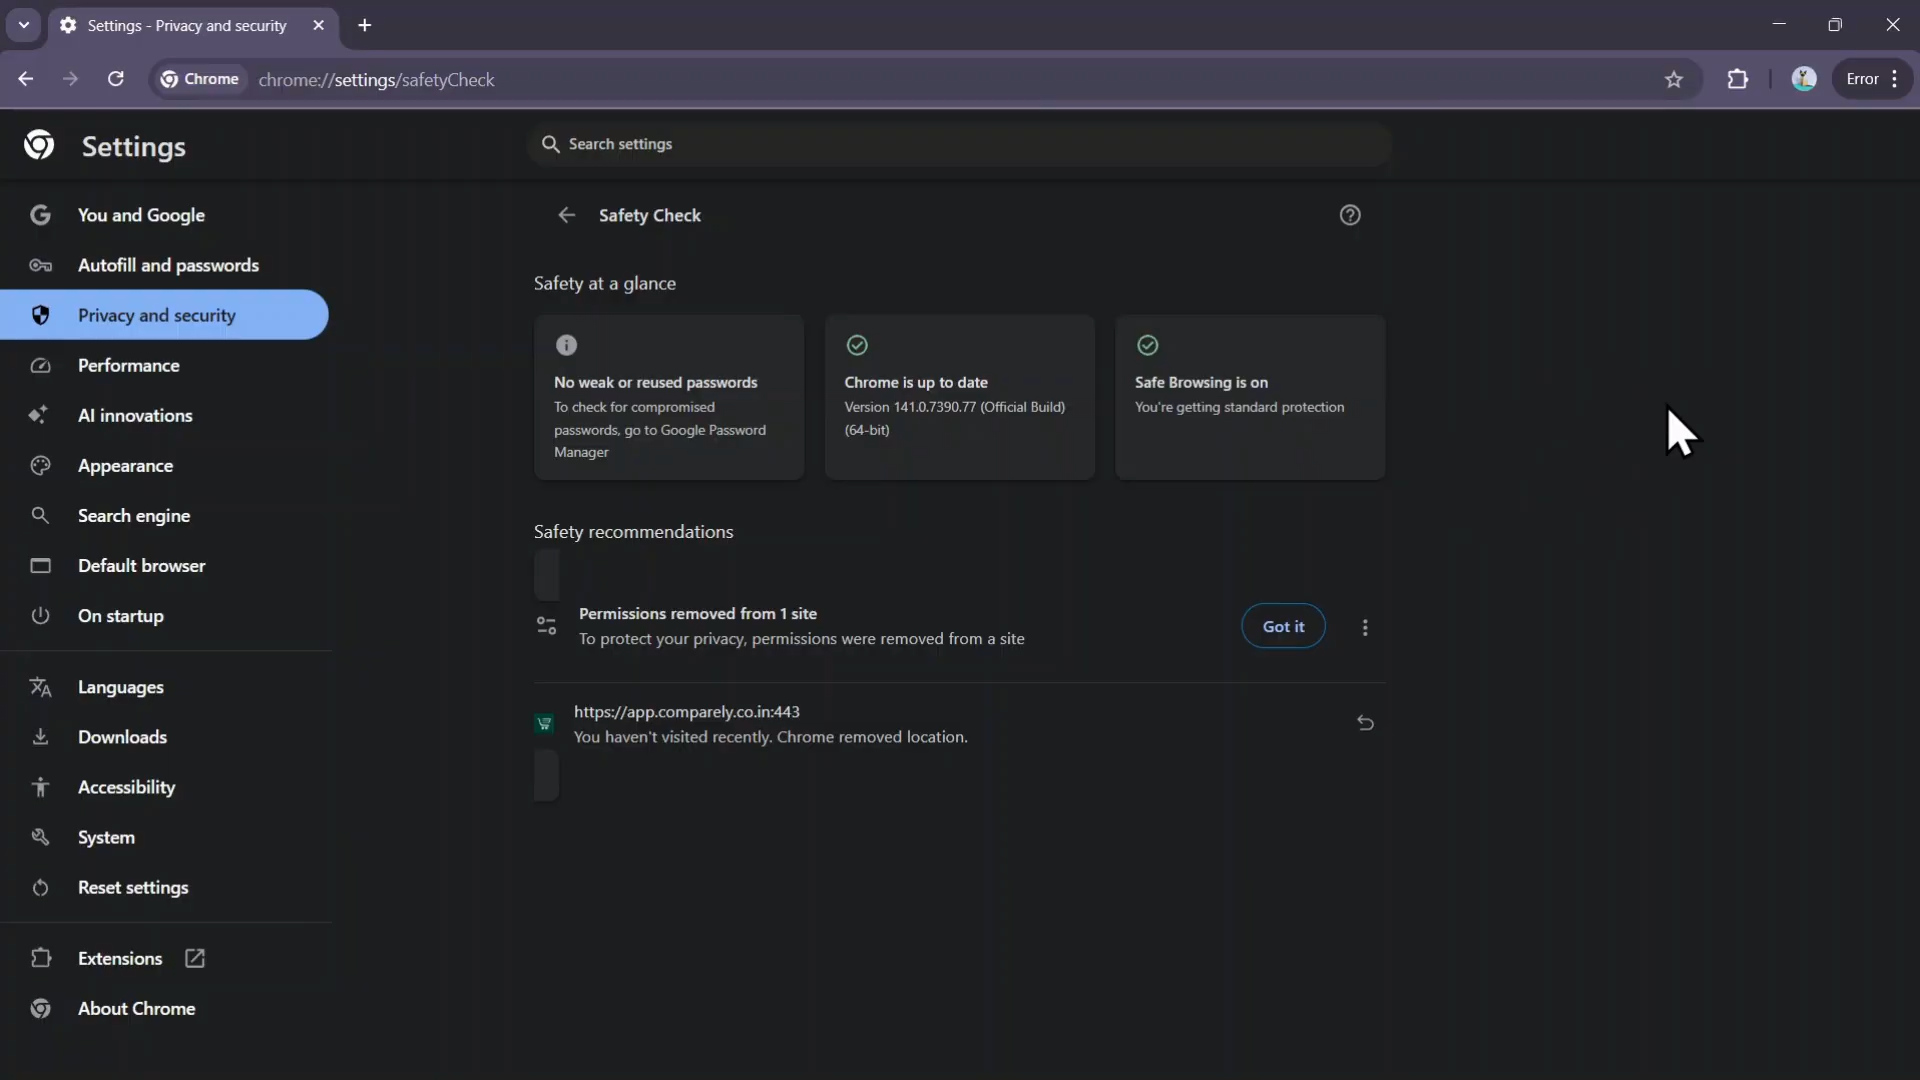 Settings - Privacy and security
Chrome
chrome://settings/safetyCheck
Error
Settings
Search settings
You and Google
Autofill and passwords
Privacy and security
Performance
AI innovations
Appearance
Search engine
Default browser
On startup
Languages
Downloads
Accessibility
System
Reset settings
Extensions
About Chrome
Safety Check
Safety at a glance
No weak or reused passwords
To check for compromised
passwords, go to Google Password
Manager
Chrome is up to date
Version 141.0.7390.77 (Official Build)
(64-bit)
Safe Browsing is on
You're getting standard protection
Safety recommendations
Permissions removed from 1 site
To protect your privacy, permissions were removed from a site
Got it
https://app.comparely.co.in:443
You haven't visited recently. Chrome removed location.